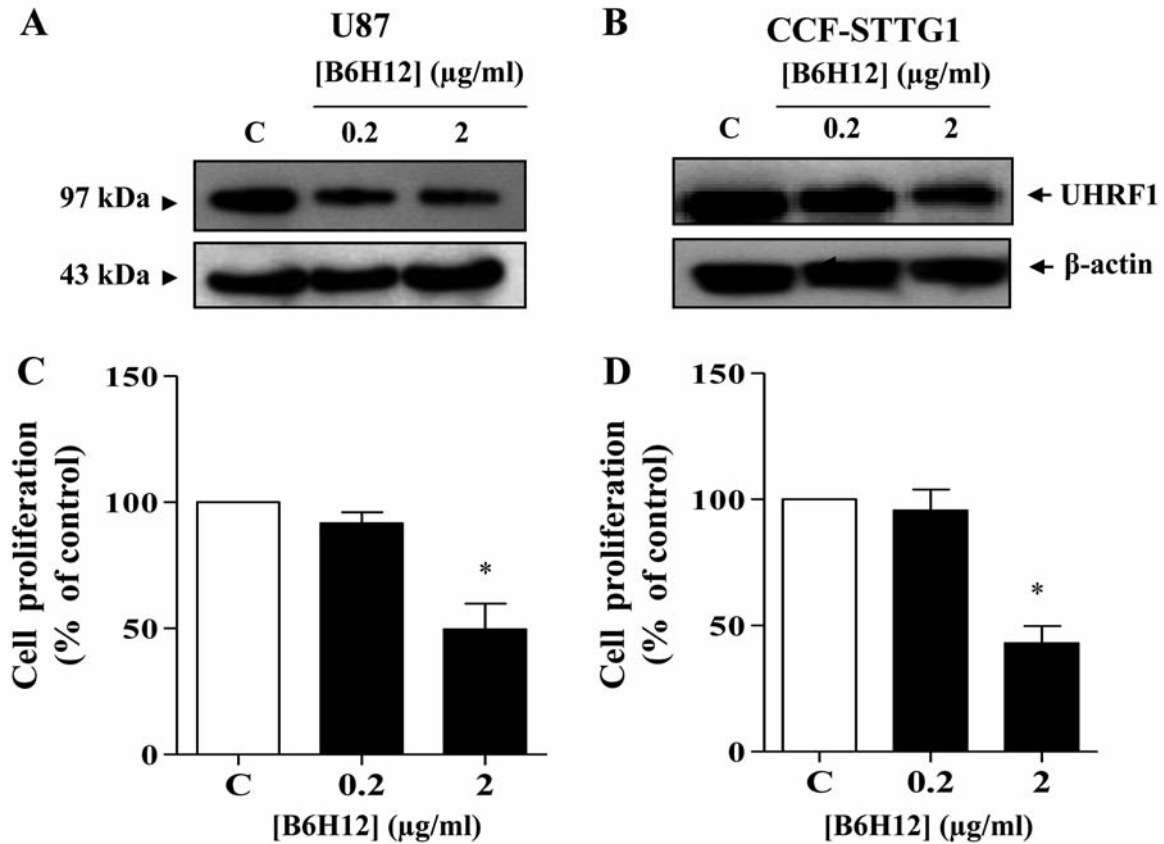 A
U87
[B6H12] (µg/ml)
C 0.2 2
97 kDa
43 kDa
B
CCF-STTG1
[B6H12] (µg/ml)
C 0.2 2
UHRF1
β-actin
C
Cell proliferation
(% of control)
150
100
50
0
*
C 0.2 2
[B6H12] (µg/ml)
D
Cell proliferation
(% of control)
150
100
50
0
*
C 0.2 2
[B6H12] (µg/ml)